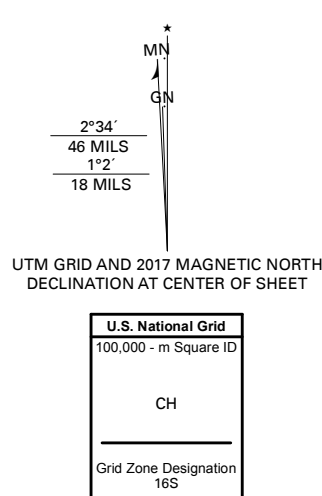 MN
GN
2°34´
46 MILS
1°2´
18 MILS
UTM GRID AND 2017 MAGNETIC NORTH
DECLINATION AT CENTER OF SHEET
U.S. National Grid
100,000 - m Square ID
CH
Grid Zone Designation
16S